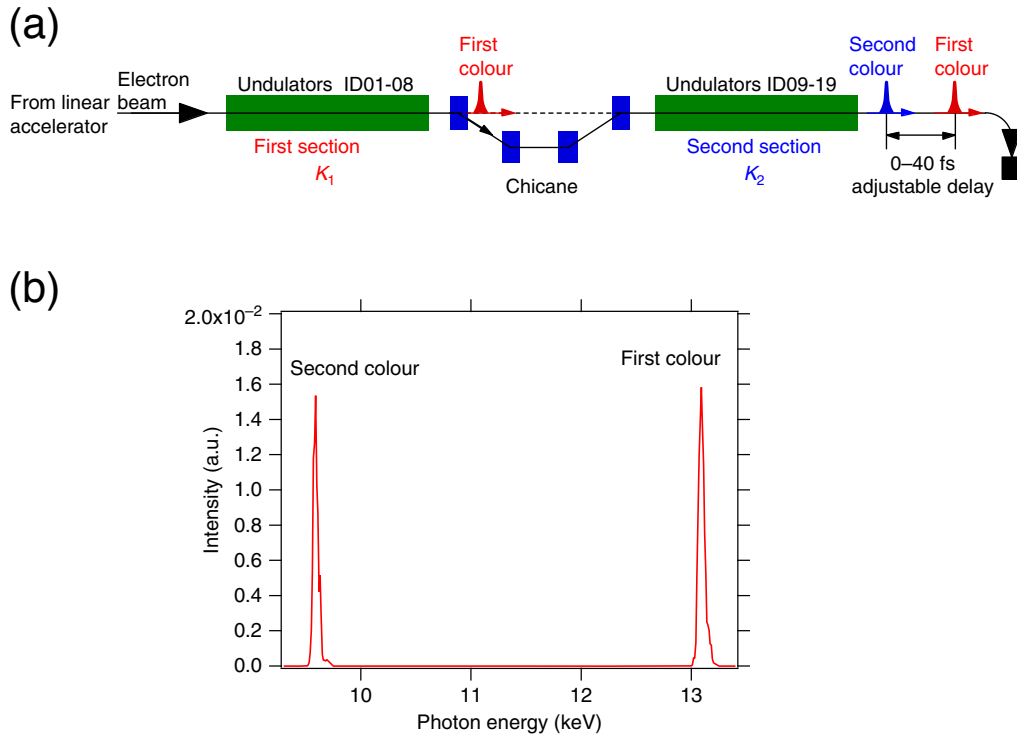 (a)
First
colour
Second
colour
First
colour
Electron
beam
From linear
accelerator
Undulators ID01-08
Undulators ID09-19
First section
K1
Chicane
Second section
K2
0–40 fs
adjustable delay
(b)
2.0x10−2
1.8
1.6
1.4
1.2
1.0
0.8
0.6
0.4
0.2
0.0
Intensity (a.u.)
Second colour
First colour
10
11
12
13
Photon energy (keV)